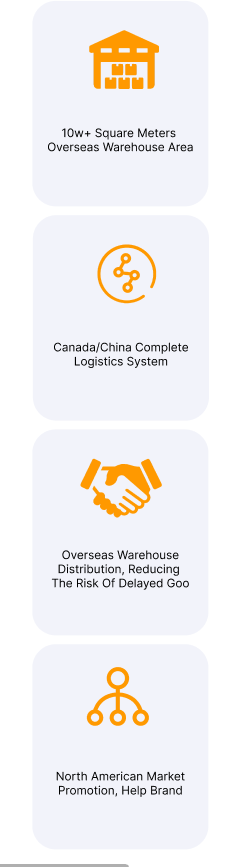 10w+ Square Meters
Overseas Warehouse Area
Canada/China Complete
Logistics System
Overseas Warehouse
Distribution, Reducing
The Risk Of Delayed Goo
North American Market
Promotion, Help Brand